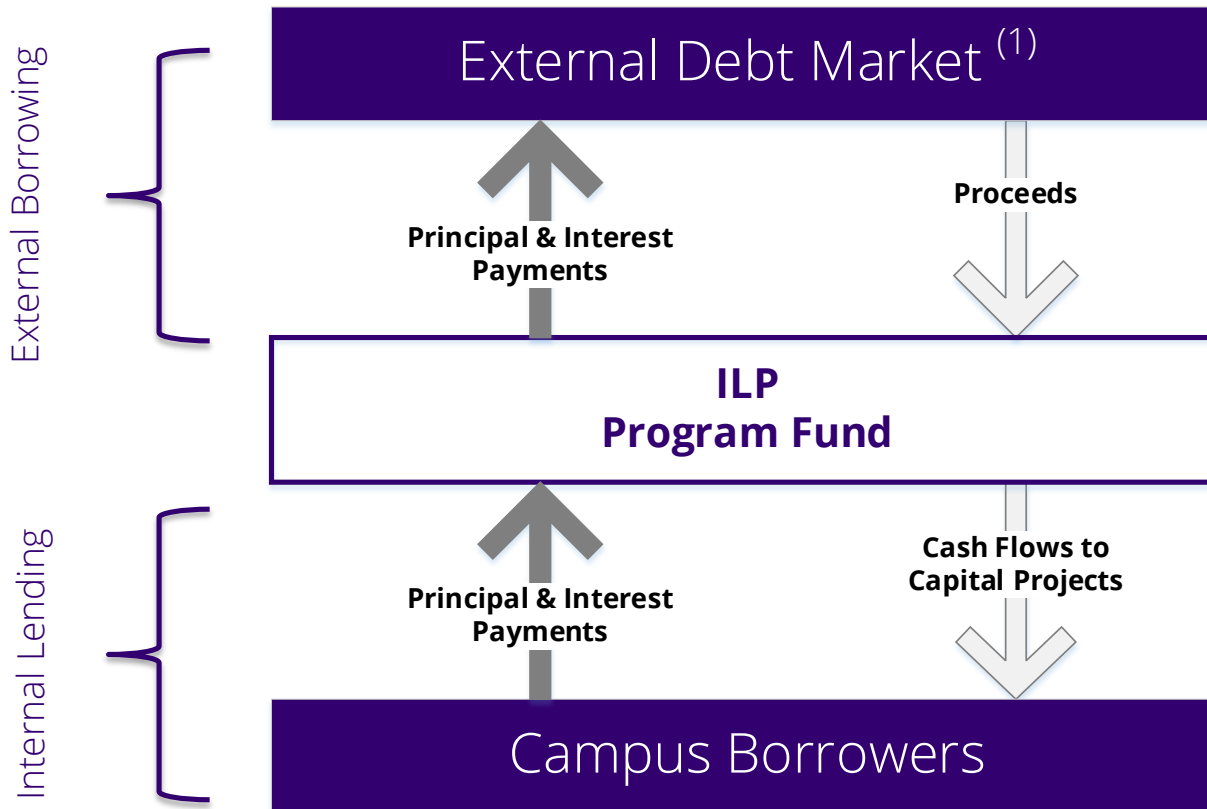 External Borrowing
External Debt Market (1)
Proceeds
Principal & Interest
Payments
ILP
Program Fund
Internal Lending
Cash Flows to
Capital Projects
Principal & Interest
Payments
Campus Borrowers